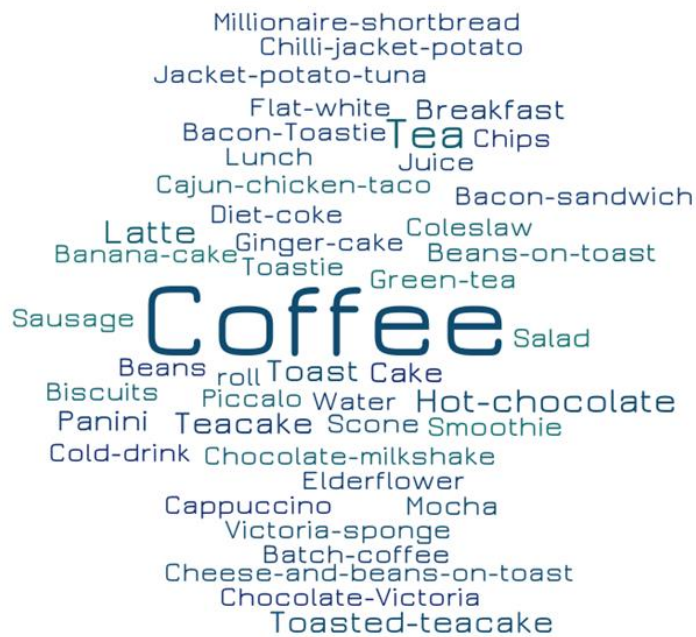 Millionaire-shortbread
Chilli-jacket-potato
Jacket-potato-tuna
Flat-white Breakfast
Bacon-Toastie Tea Chips
Lunch Juice
Cajun-chicken-taco
Bacon-sandwich
Diet-coke
Latte Ginger-cake Coleslaw
Banana-cake Beans-on-toast
Toastie Green-tea
Sausage Coffee Salad
Beans roll Toast Cake
Biscuits Piccalo Water Hot-chocolate
Panini Teacake Scone Smoothie
Cold-drink Chocolate-milkshake
Elderflower
Cappuccino Mocha
Victoria-sponge
Batch-coffee
Cheese-and-beans-on-toast
Chocolate-Victoria
Toasted-teacake